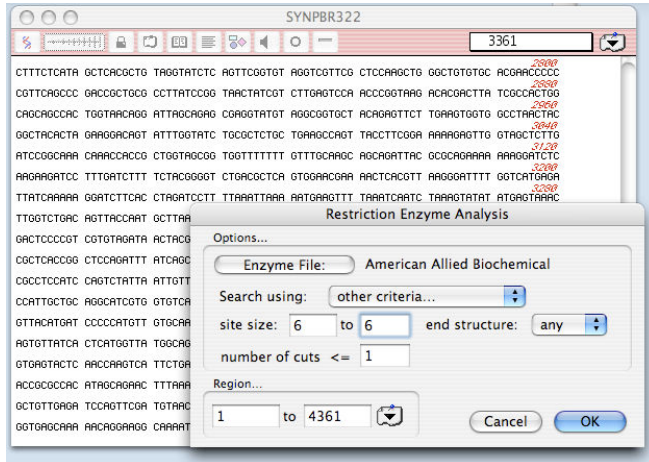 SYNPBR322
3361
2800
CTTTCTCATA GCTCACGCTG TAGGTATCTC AGTTCGGTGT AGGTCGTTCG CTCCAAGCTG GGCTGTGTGC ACGAACCCCC
2880
CGTTCAGCCC GACCGCTGCG CCTTATCCGG TAACTATCGT CTTGAGTCCA ACCCGGTAAG ACACGACTTA TCGCCACTGG
2960
CAGCAGCCAC TGGTAACAGG ATTAGCAGAG CGAGGTATGT AGGCGGTGCT ACAGAGTTCT TGAAGTGGTG GCCTAACTAC
3040
GGCTACACTA GAAGGACAGT ATTTGGTATC TGCGCTCTGC TGAAGCCAGT TACCTTCGGA AAAAGAGTTG GTAGCTCTTG
3120
ATCCGGCAAA CAAACCACCG CTGGTAGCGG TGGTTTTTTT GTTTGCAAGC AGCAGATTAC GCGCAGAAAA AAAGGATCTC
3200
AAGAAGATCC TTTGATCTTT TCTACGGGGT CTGACGCTCA GTGGAACGAA AACTCACGTT AAGGGATTTT GGTCATGAGA
3280
TTATCAAAAA GGATCTTCAC CTAGATCCTT TTAAATTAAA AATGAAGTTT TAAATCAATC TAAAGTATAT ATGAGTAAAC
TTGGTCTGAC AGTTACCAAT GCTTAA
GACTCCCCGT CGTGTAGATA ACTACG
CGCTCACCGG CTCCAGATTT ATCAGC
CGCCTCCATC CAGTCTATTA ATTGTT
CCATTGCTGC AGGCATCGTG GTGTCA
GTTACATGAT CCCCCATGTT GTGCAA
AGTGTTATCA CTCATGGTTA TGGCAG
GTGAGTACTC AACCAAGTCA TTCTGA
ACCGCGCCAC ATAGCAGAAC TTTAAA
GCTGTTGAGA TCCAGTTCGA TGTAAC
GGTGAGCAAA AACAGGAAGG CAAAAT
Restriction Enzyme Analysis
Options...
Enzyme File: American Allied Biochemical
Search using: other criteria...
site size: 6 to 6 end structure: any
number of cuts <= 1
Region...
1 to 4361
Cancel OK